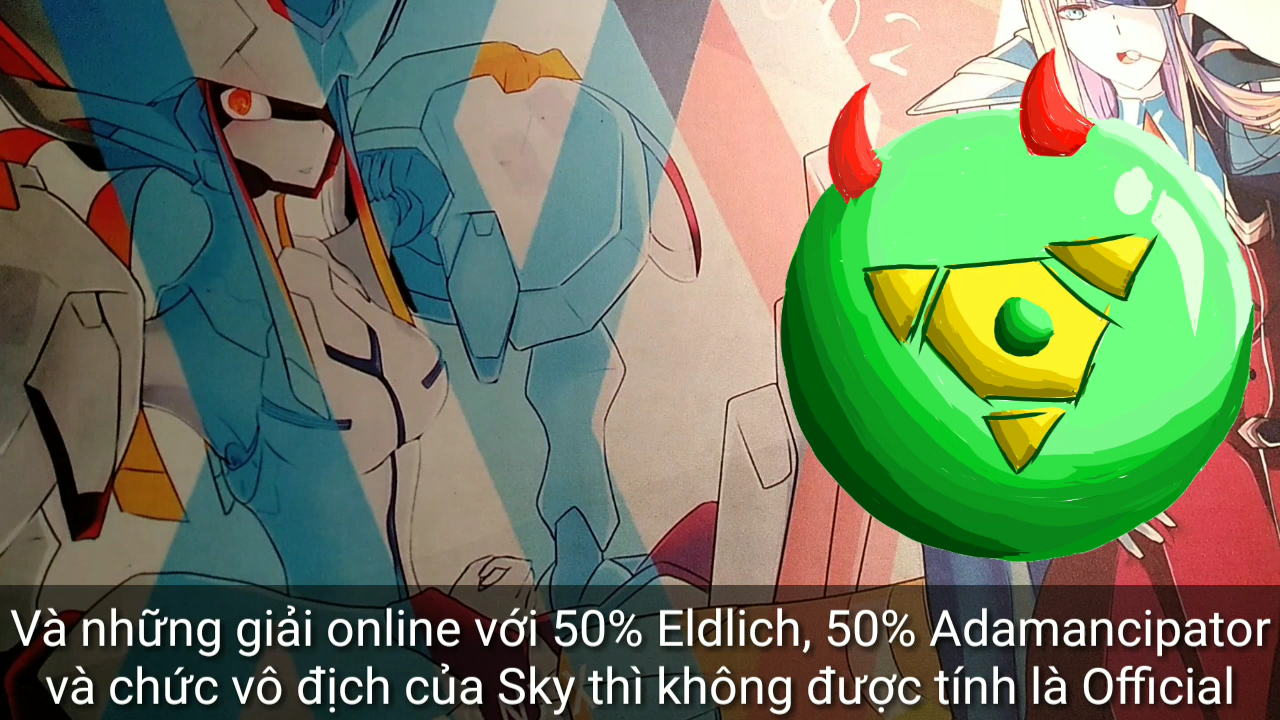 Và những giải online với 50% Eldlich, 50% Adamancipator
và chức vô địch của Sky thì không được tính là Official